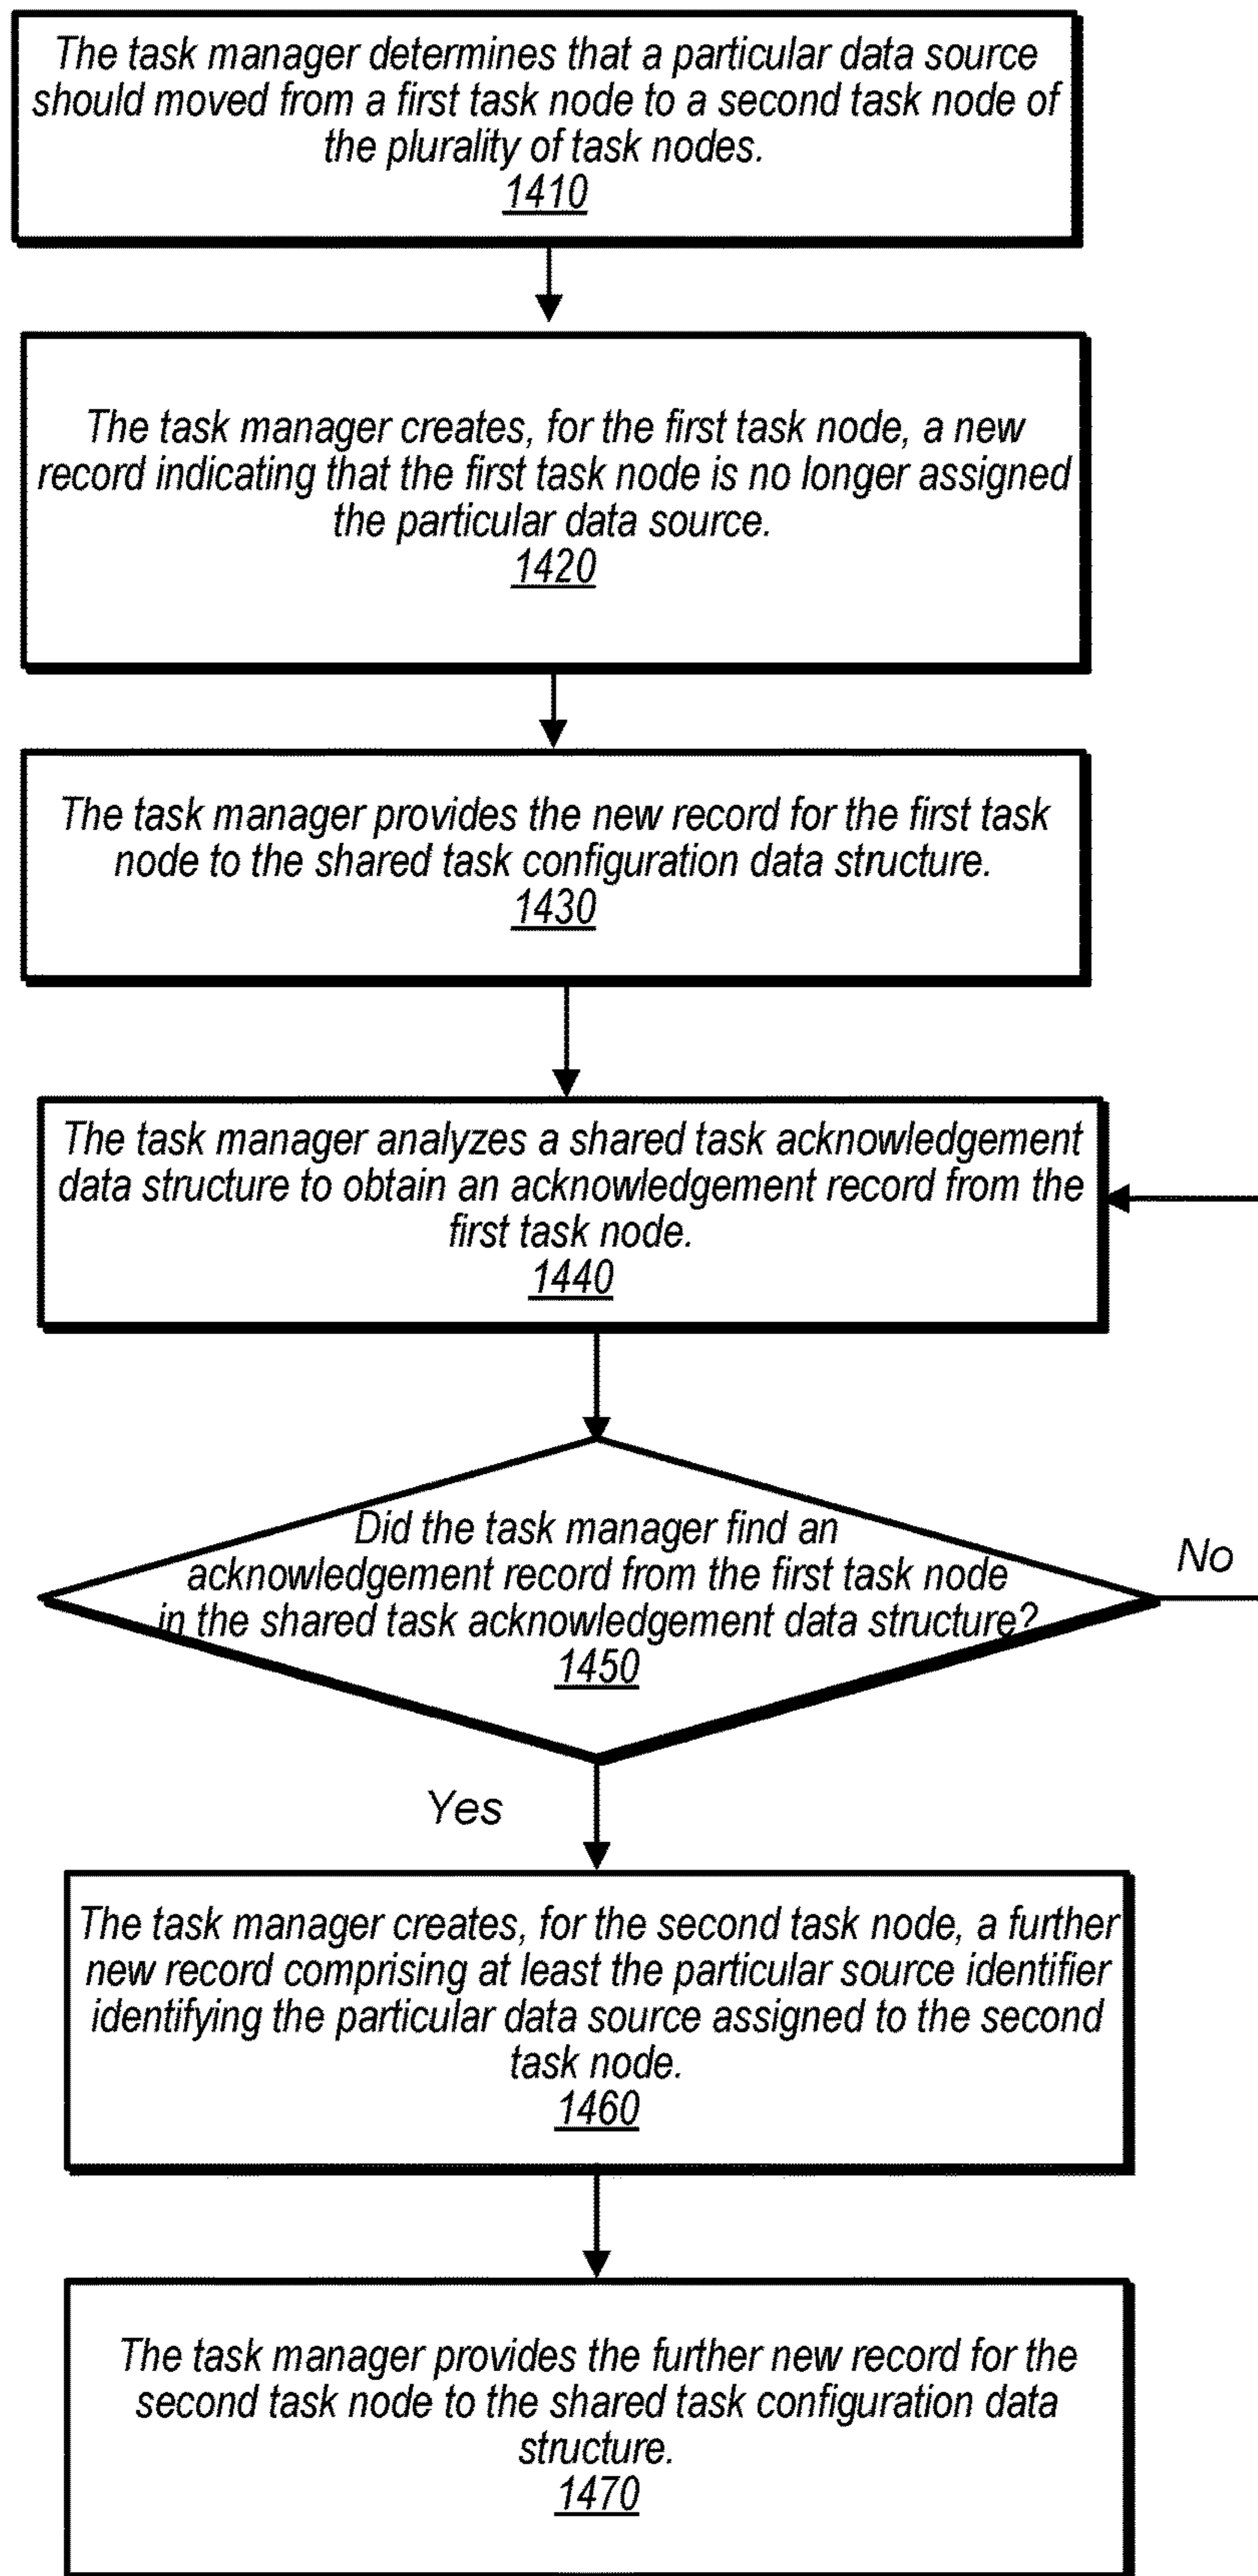 The task manager determines that a particular data source
should moved from a first task node to a second task node of
the plurality of task nodes.
1410
The task manager creates, for the first task node, a new
record indicating that the first task node is no longer assigned
the particular data source.
1420
The task manager provides the new record for the first task
node to the shared task configuration data structure.
1430
The task manager analyzes a shared task acknowledgement
data structure to obtain an acknowledgement record from the
first task node.
1440
Did the task manager find an
acknowledgement record from the first task node
in the shared task acknowledgement data structure?
1450
No
Yes
The task manager creates, for the second task node, a further
new record comprising at least the particular source identifier
identifying the particular data source assigned to the second
task node.
1460
The task manager provides the further new record for the
second task node to the shared task configuration data
structure.
1470